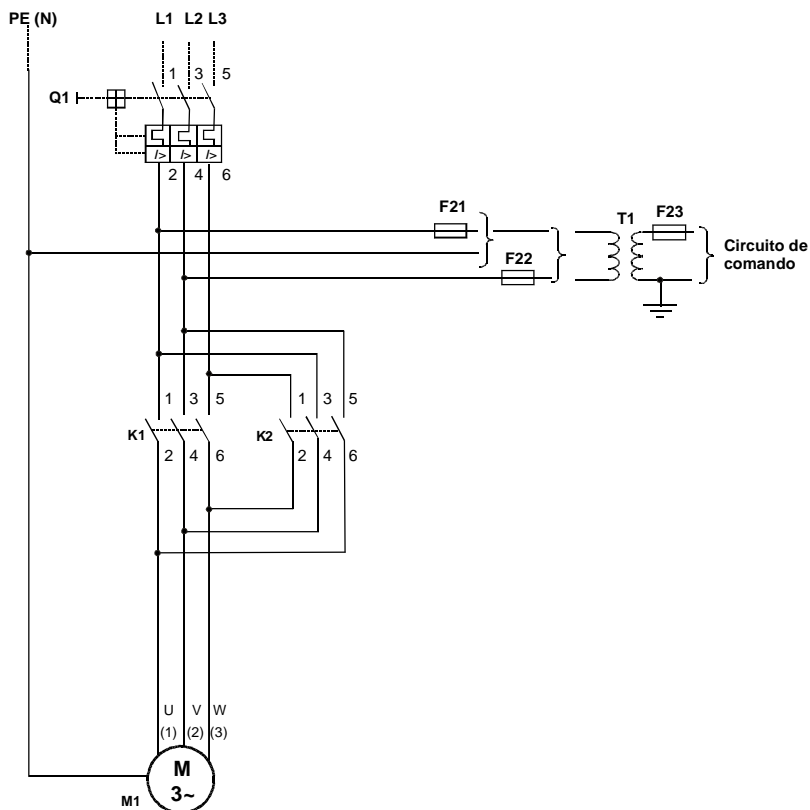 PE (N) L1 L2 L3
1 3 5
Q1
I> I> I>
2 4 6
F21
T1 F23
F22
Circuito de
comando
1 3 5 1 3 5
K1 K2
2 4 6 2 4 6
U V W
(1) (2) (3)
M
3~
M1